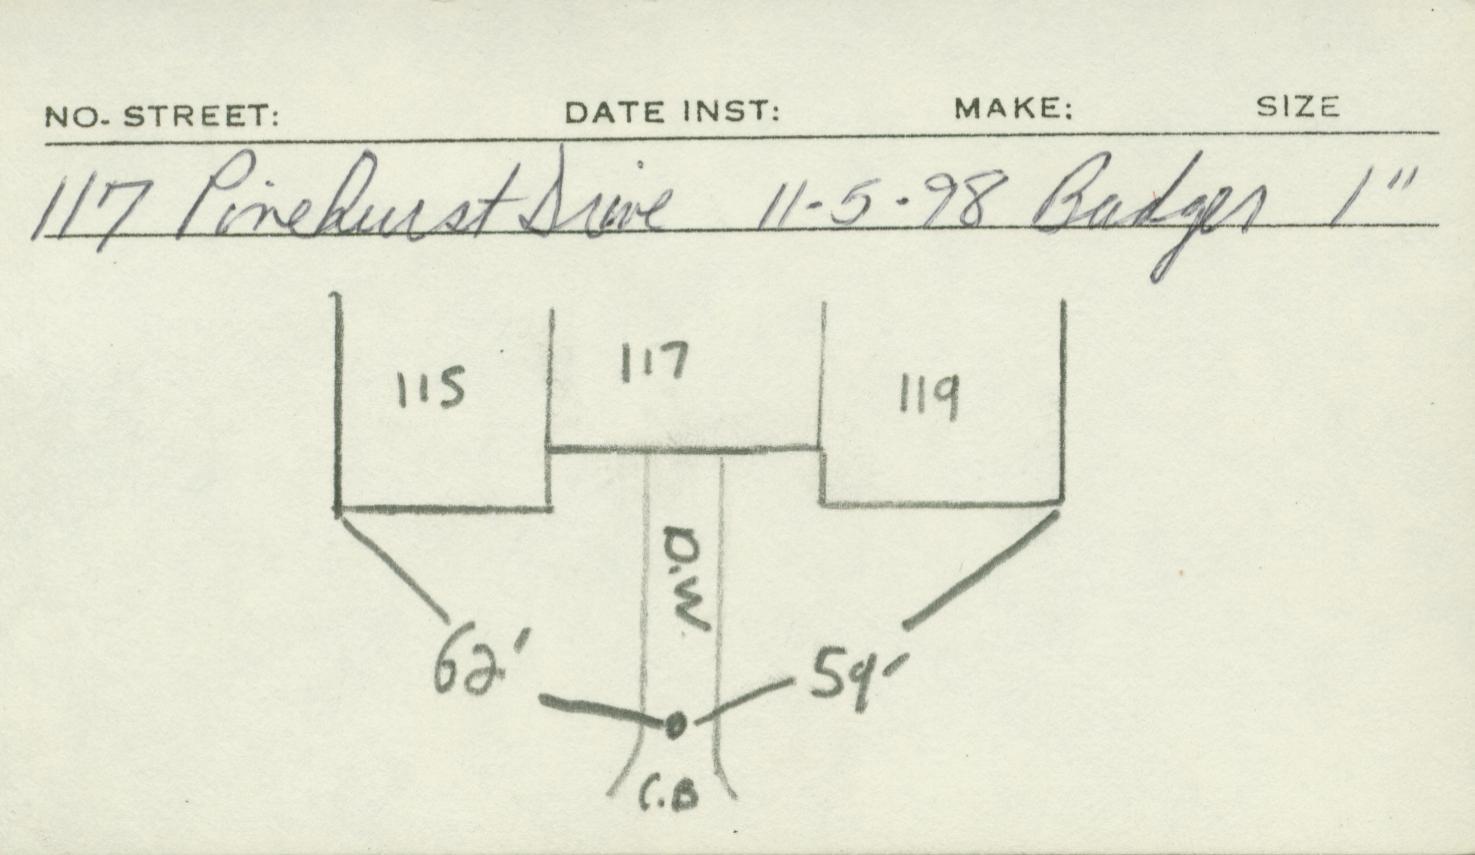 NO. STREET: DATE INST: MAKE: SIZE
117 Pinehurst Drive 11-5-98 Badger 1"
115 117 119
D.W.
62' 59'
C.B